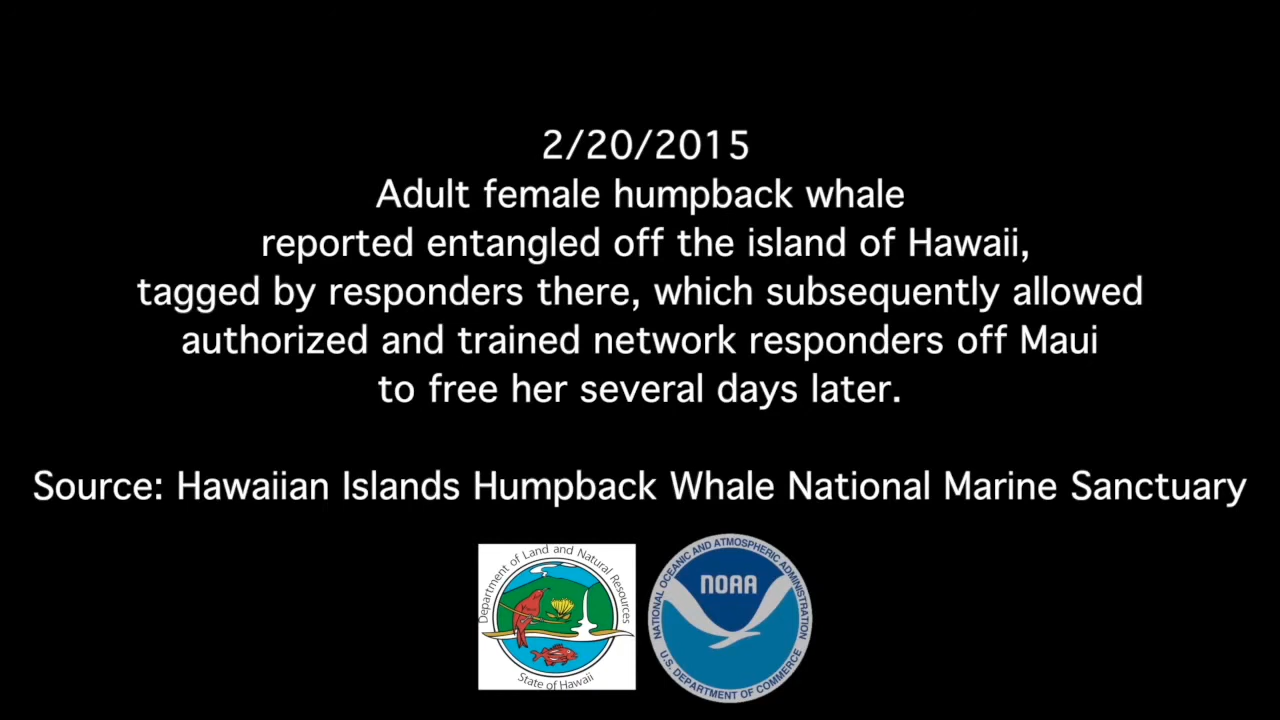 2/20/2015
Adult female humpback whale
reported entangled off the island of Hawaii,
tagged by responders there, which subsequently allowed
authorized and trained network responders off Maui
to free her several days later.
Source: Hawaiian Islands Humpback Whale National Marine Sanctuary
Department of Land and Natural Resources
State of Hawaii
NATIONAL OCEANIC AND ATMOSPHERIC ADMINISTRATION
NOAA
U.S. DEPARTMENT OF COMMERCE